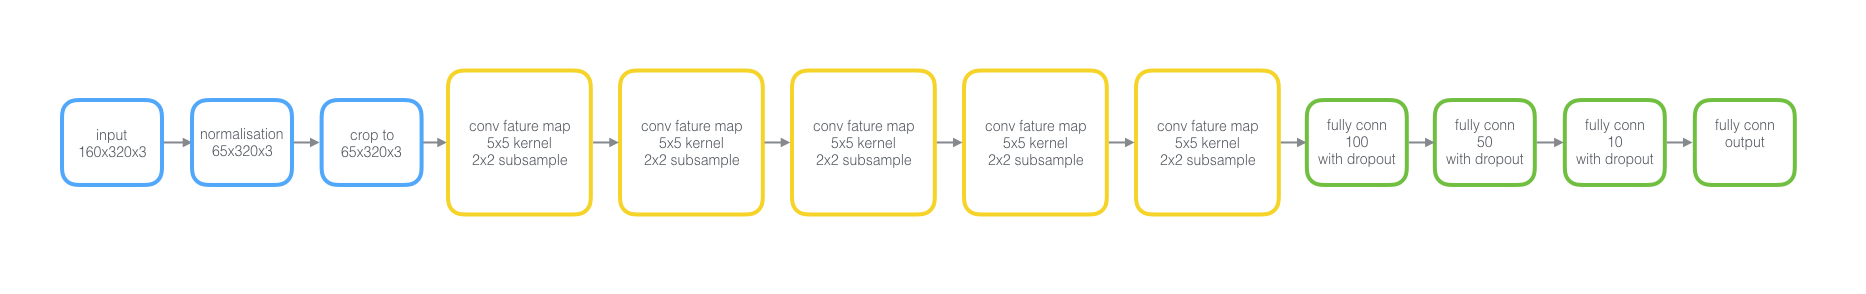 input
160x320x3
normalisation
65x320x3
crop to
65x320x3
conv fature map
5x5 kernel
2x2 subsample
conv fature map
5x5 kernel
2x2 subsample
conv fature map
5x5 kernel
2x2 subsample
conv fature map
5x5 kernel
2x2 subsample
conv fature map
5x5 kernel
2x2 subsample
fully conn
100
with dropout
fully conn
50
with dropout
fully conn
10
with dropout
fully conn
output